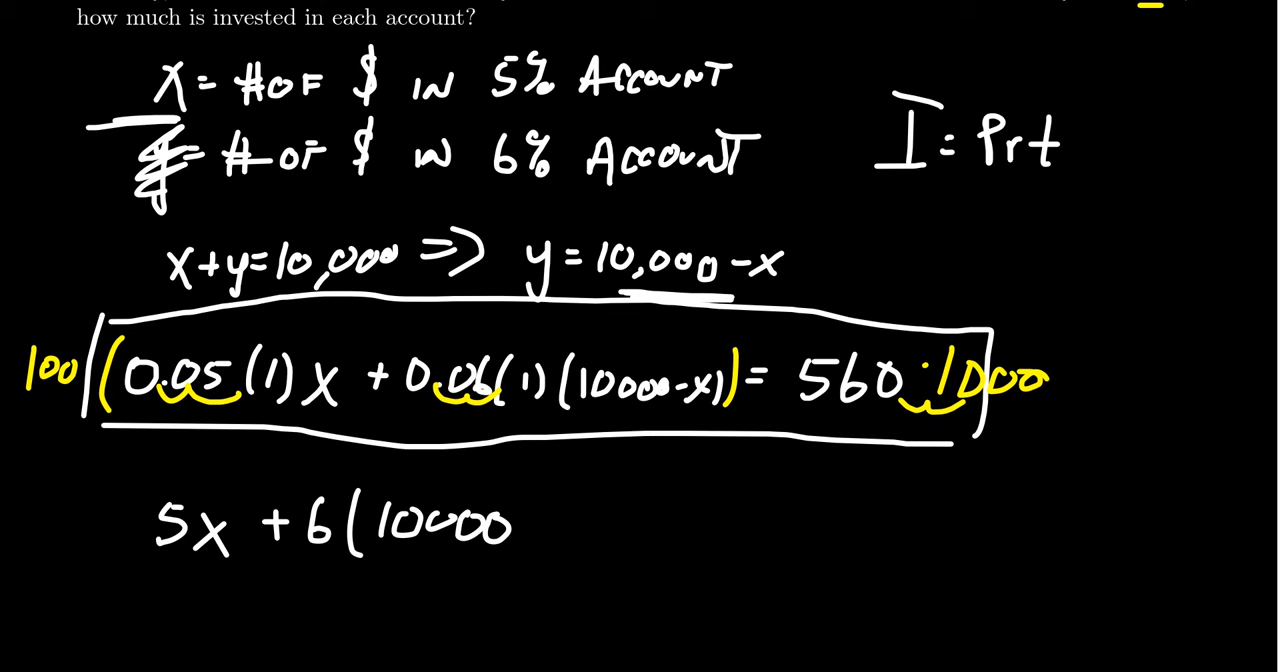 how much is invested in each account?
X = # OF $ IN 5% ACCOUNT
y = # OF $ IN 6% ACCOUNT
I = Prt
x + y = 10,000 ⇒ y = 10,000 - x
100 (0.05(1)X + 0.06(1)(10000-x)) = 560 · 1000
5x + 6(10000